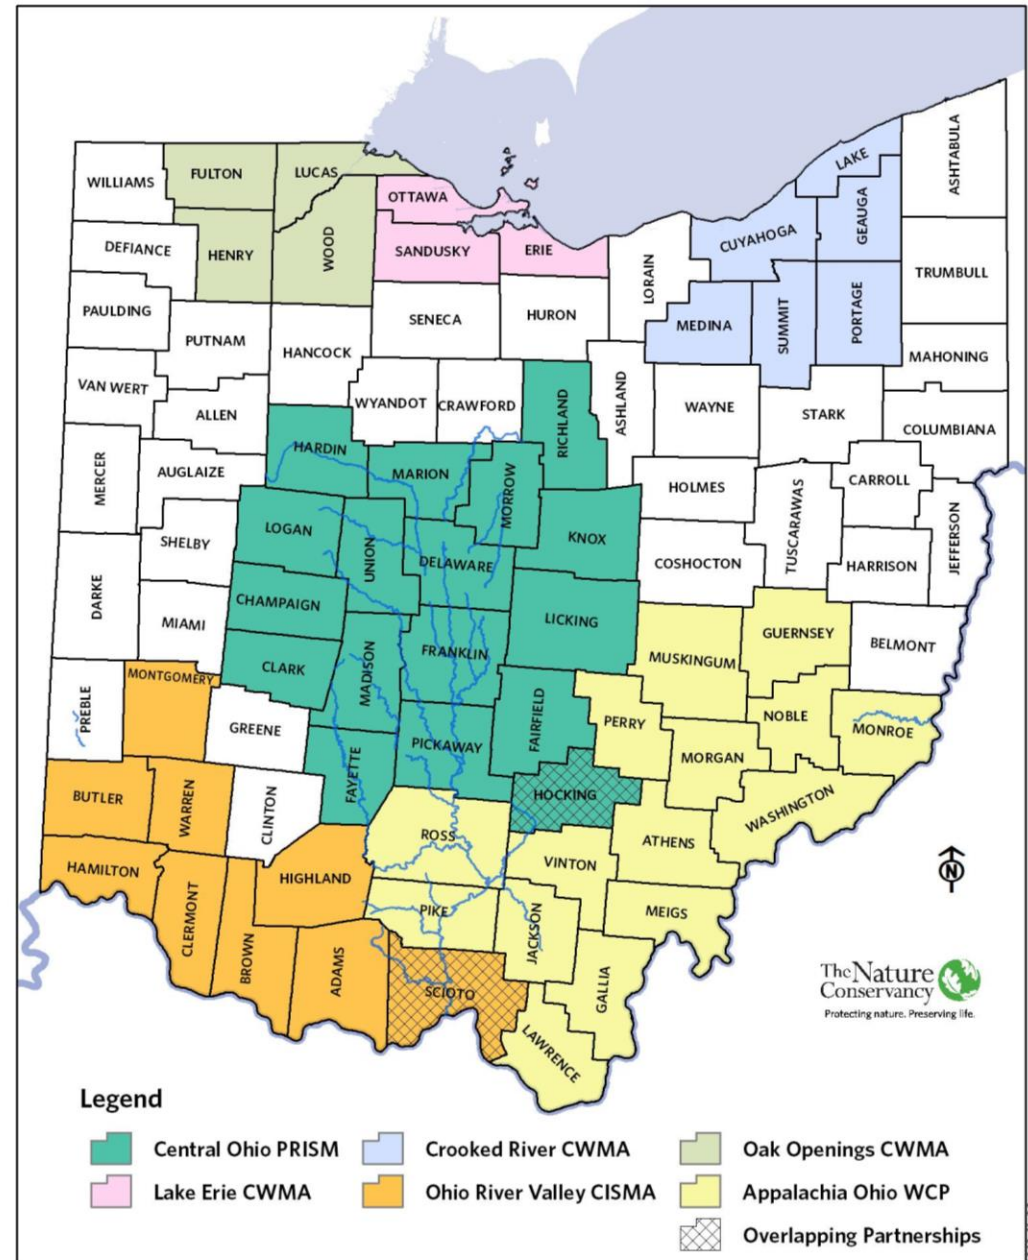 LAKE
ASHTABULA
WILLIAMS
FULTON
LUCAS
OTTAWA
GEAUGA
CUYAHOGA
DEFIANCE
HENRY
WOOD
SANDUSKY
ERIE
LORAIN
TRUMBULL
PAULDING
SENECA
HURON
MEDINA
SUMMIT
PORTAGE
PUTNAM
HANCOCK
MAHONING
VAN WERT
ALLEN
WYANDOT
CRAWFORD
RICHLAND
ASHLAND
WAYNE
STARK
COLUMBIANA
MERCER
AUGLAIZE
HARDIN
MARION
MORROW
HOLMES
TUSCARAWAS
CARROLL
JEFFERSON
LOGAN
UNION
DELAWARE
KNOX
COSHOCTON
HARRISON
SHELBY
DARKE
MIAMI
CHAMPAIGN
LICKING
GUERNSEY
BELMONT
CLARK
MADISON
FRANKLIN
MUSKINGUM
MONTGOMERY
PREBLE
GREENE
FAYETTE
PICKAWAY
FAIRFIELD
PERRY
NOBLE
MONROE
MORGAN
BUTLER
WARREN
CLINTON
HOCKING
WASHINGTON
ROSS
ATHENS
HAMILTON
HIGHLAND
VINTON
N
CLERMONT
BROWN
ADAMS
PIKE
JACKSON
MEIGS
SCIOTO
GALLIA
LAWRENCE
The Nature
Conservancy
Protecting nature. Preserving life.
Legend
Central Ohio PRISM
Crooked River CWMA
Oak Openings CWMA
Lake Erie CWMA
Ohio River Valley CISMA
Appalachia Ohio WCP
Overlapping Partnerships